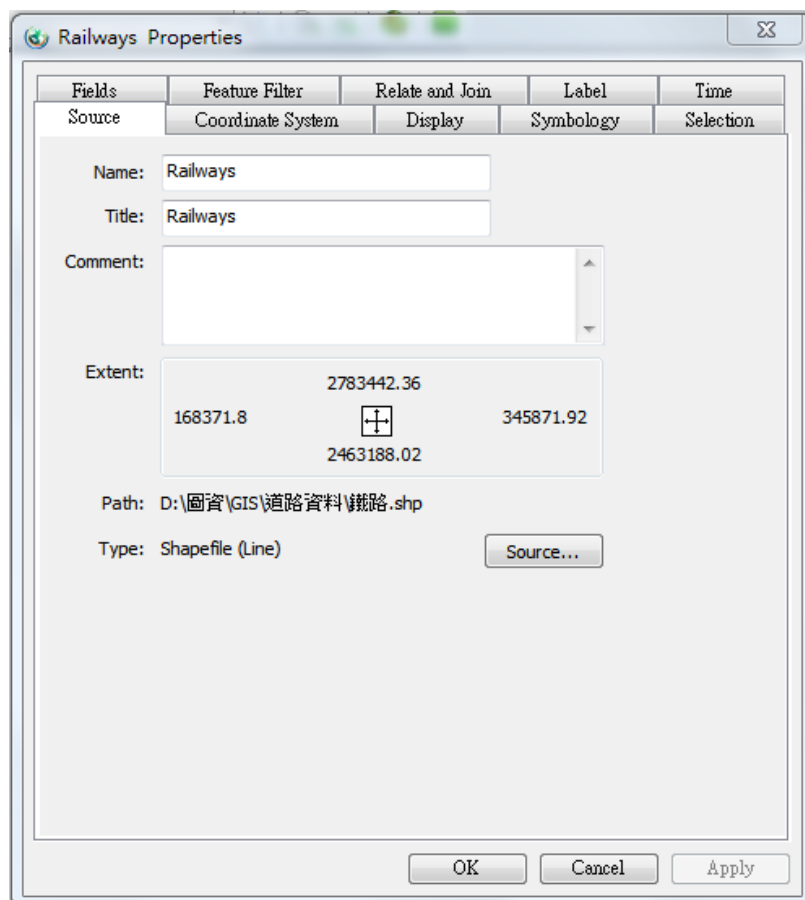 Railways Properties
Fields Feature Filter Relate and Join Label Time
Source Coordinate System Display Symbology Selection
Name: Railways
Title: Railways
Comment:
Extent:
2783442.36
168371.8 345871.92
2463188.02
Path: D:\圖資\GIS\道路資料\鐵路.shp
Type: Shapefile (Line) Source...
OK Cancel Apply